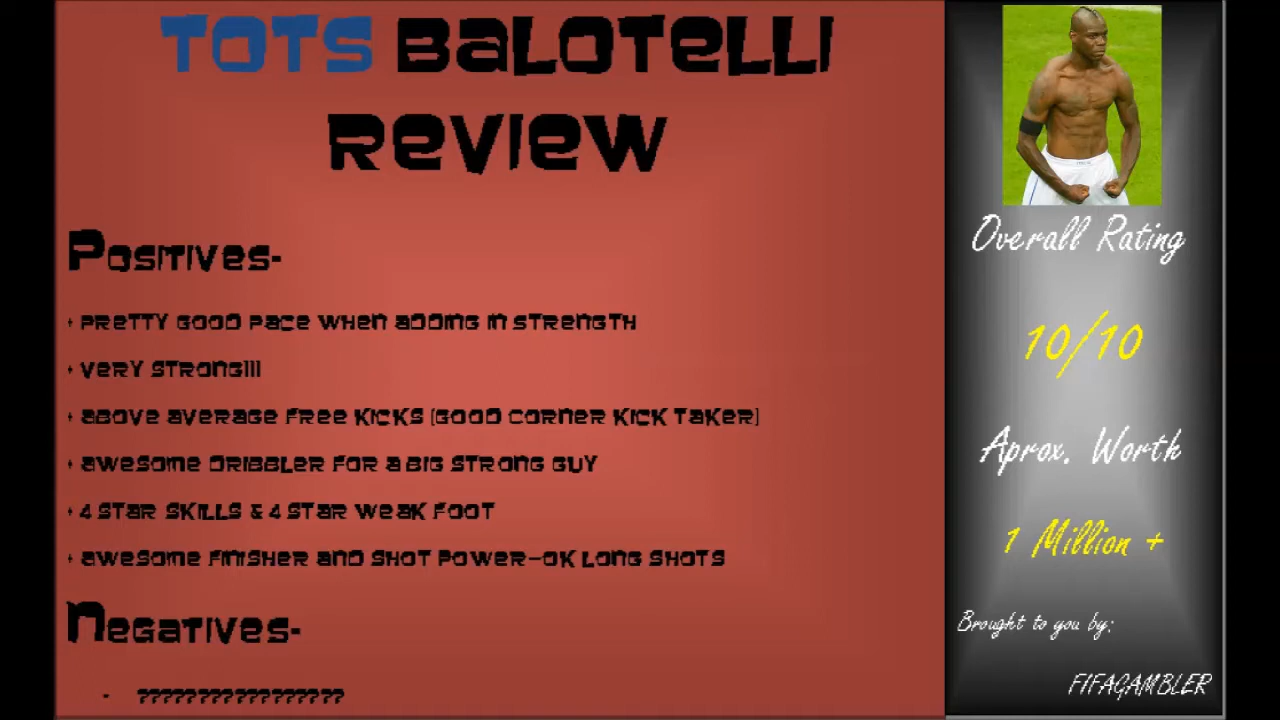 TOTS BALOTELLI
REVIEW
Positives-
• PRETTY GOOD PACE WHEN ADDING IN STRENGTH
• VERY STRONG!!!
• ABOVE AVERAGE FREE KICKS (GOOD CORNER KICK TAKER)
• AWESOME DRIBBLER FOR A BIG STRONG GUY
• 4 STAR SKILLS & 4 STAR WEAK FOOT
• AWESOME FINISHER AND SHOT POWER-OK LONG SHOTS
Negatives-
- ?????????????????
Overall Rating
10/10
Aprox. Worth
1 Million +
Brought to you by:
FIFAGAMBLER